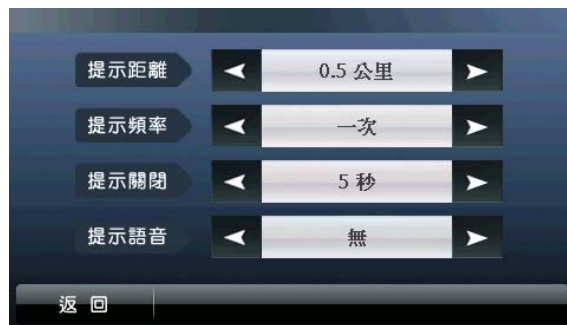 提示距離 0.5 公里
提示頻率 一次
提示關閉 5 秒
提示語音 無
返回